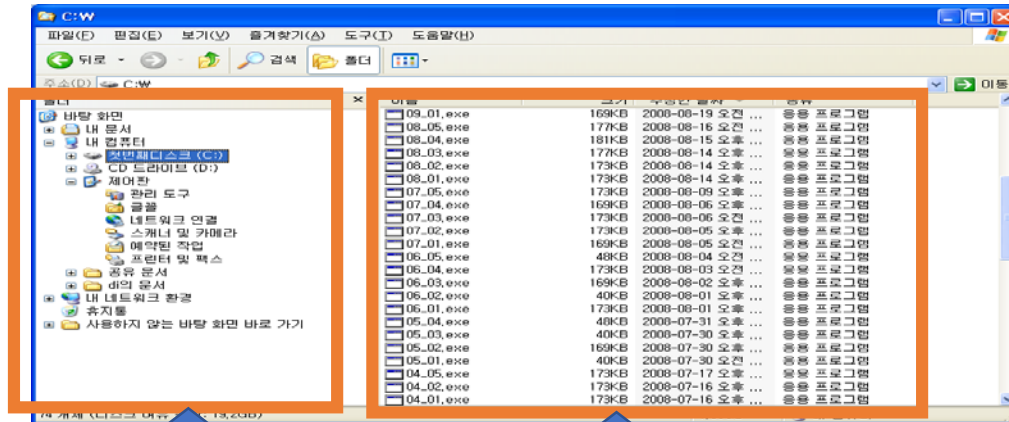 C:₩
파일(F) 편집(E) 보기(V) 즐겨찾기(A) 도구(T) 도움말(H)
뒤로 검색 폴더
주소(D) C:₩ 이동
폴더 × 이름 크기 수정한 날짜 종류
바탕 화면
내 문서
내 컴퓨터
첫번째디스크 (C:)
CD 드라이브 (D:)
제어판
관리 도구
글꼴
네트워크 연결
스캐너 및 카메라
예약된 작업
프린터 및 팩스
공유 문서
di의 문서
내 네트워크 환경
휴지통
사용하지 않는 바탕 화면 바로 가기
09_01.exe 169KB 2008-08-19 오전 ... 응용 프로그램
08_05.exe 177KB 2008-08-16 오전 ... 응용 프로그램
08_04.exe 181KB 2008-08-15 오후 ... 응용 프로그램
08_03.exe 177KB 2008-08-14 오후 ... 응용 프로그램
08_02.exe 173KB 2008-08-14 오후 ... 응용 프로그램
08_01.exe 173KB 2008-08-14 오후 ... 응용 프로그램
07_05.exe 173KB 2008-08-09 오후 ... 응용 프로그램
07_04.exe 169KB 2008-08-06 오후 ... 응용 프로그램
07_03.exe 173KB 2008-08-06 오전 ... 응용 프로그램
07_02.exe 173KB 2008-08-05 오후 ... 응용 프로그램
07_01.exe 169KB 2008-08-05 오전 ... 응용 프로그램
06_05.exe 48KB 2008-08-04 오전 ... 응용 프로그램
06_04.exe 173KB 2008-08-03 오전 ... 응용 프로그램
06_03.exe 169KB 2008-08-02 오후 ... 응용 프로그램
06_02.exe 40KB 2008-08-01 오후 ... 응용 프로그램
06_01.exe 173KB 2008-08-01 오후 ... 응용 프로그램
05_04.exe 48KB 2008-07-31 오후 ... 응용 프로그램
05_03.exe 40KB 2008-07-30 오후 ... 응용 프로그램
05_02.exe 169KB 2008-07-30 오후 ... 응용 프로그램
05_01.exe 40KB 2008-07-30 오전 ... 응용 프로그램
04_05.exe 173KB 2008-07-17 오후 ... 응용 프로그램
04_02.exe 173KB 2008-07-16 오후 ... 응용 프로그램
04_01.exe 173KB 2008-07-16 오후 ... 응용 프로그램
74 개체 (디스크 여유 : 19,2GB)